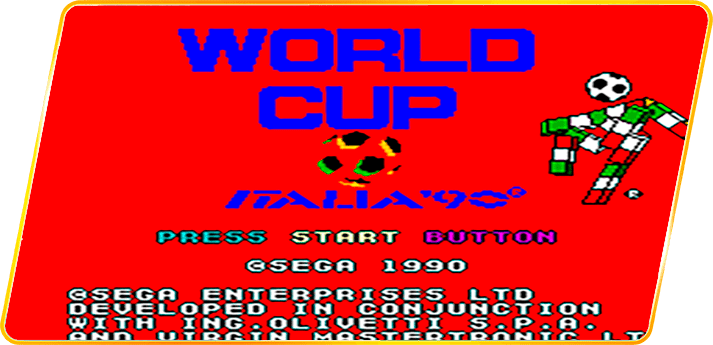 WORLD
CUP
ITALIA'90®
PRESS START BUTTON
©SEGA 1990
©SEGA ENTERPRISES LTD
DEVELOPED IN CONJUNCTION
WITH ING.OLIVETTI S.P.A.
AND VIRGIN MASTERTRONIC LT
®